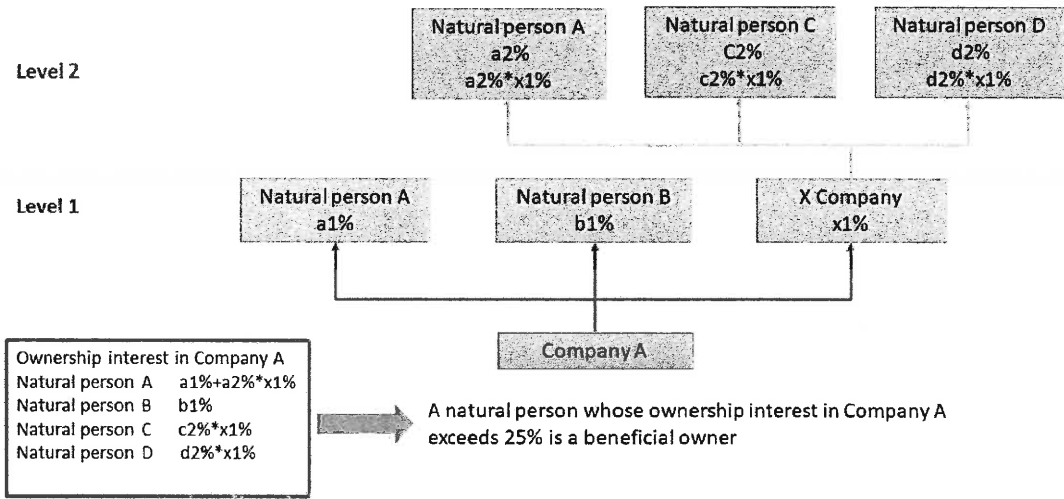 Level 2
Natural person A
a2%
a2%*x1%
Natural person C
C2%
c2%*x1%
Natural person D
d2%
d2%*x1%
Level 1
Natural person A
a1%
Natural person B
b1%
X Company
x1%
Company A
Ownership interest in Company A
Natural person A a1%+a2%*x1%
Natural person B b1%
Natural person C c2%*x1%
Natural person D d2%*x1%
A natural person whose ownership interest in Company A
exceeds 25% is a beneficial owner